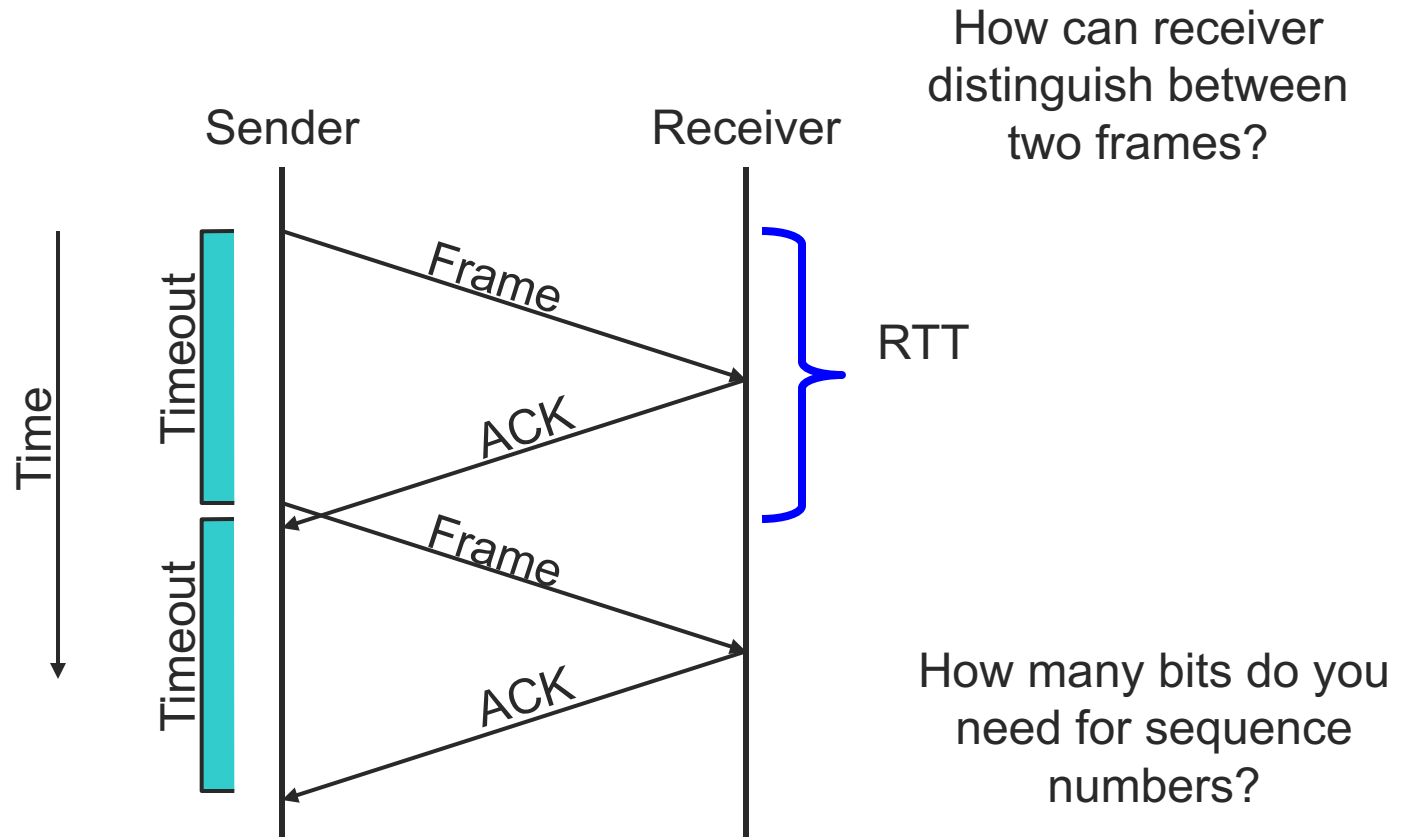 How can receiver
distinguish between
two frames?
Sender
Receiver
Time
Timeout
Frame
RTT
ACK
Timeout
Frame
ACK
How many bits do you
need for sequence
numbers?